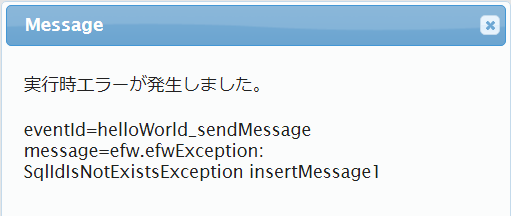 Message
実行時エラーが発生しました。
eventId=helloWorld_sendMessage
message=efw.efwException:
SqlIdIsNotExistsException insertMessage1